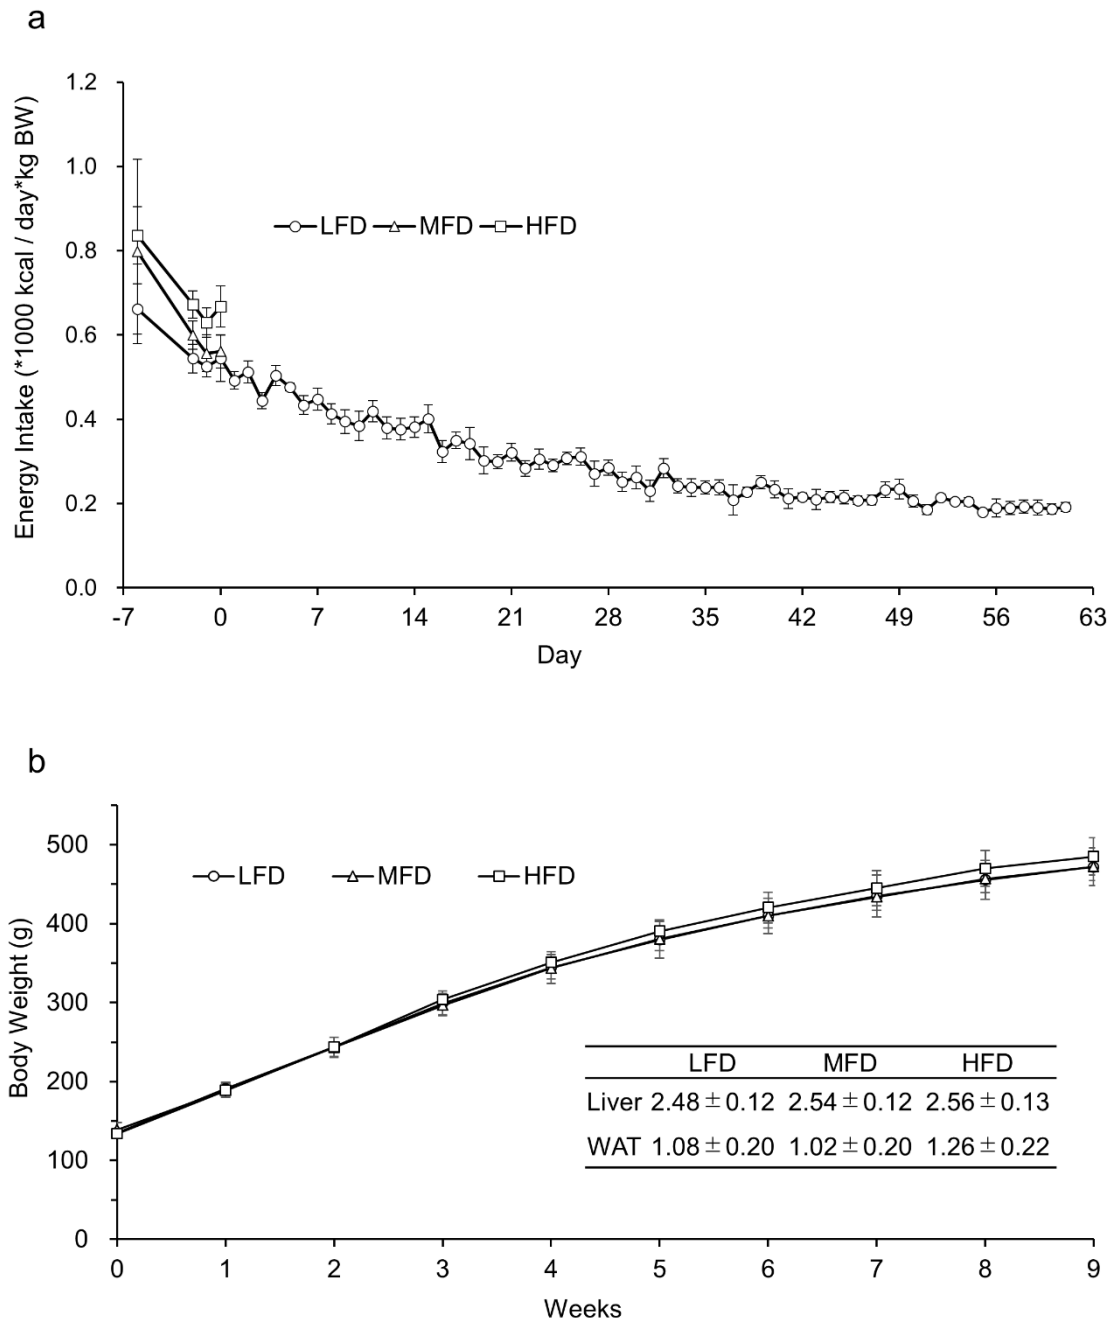 a
Energy Intake (*1000 kcal / day*kg BW)
1.2
1.0
0.8
0.6
0.4
0.2
0.0
LFD MFD HFD
-7 0 7 14 21 28 35 42 49 56 63
Day
b
Body Weight (g)
500
400
300
200
100
0
LFD MFD HFD
LFD MFD HFD
Liver 2.48 ± 0.12 2.54 ± 0.12 2.56 ± 0.13
WAT 1.08 ± 0.20 1.02 ± 0.20 1.26 ± 0.22
0 1 2 3 4 5 6 7 8 9
Weeks